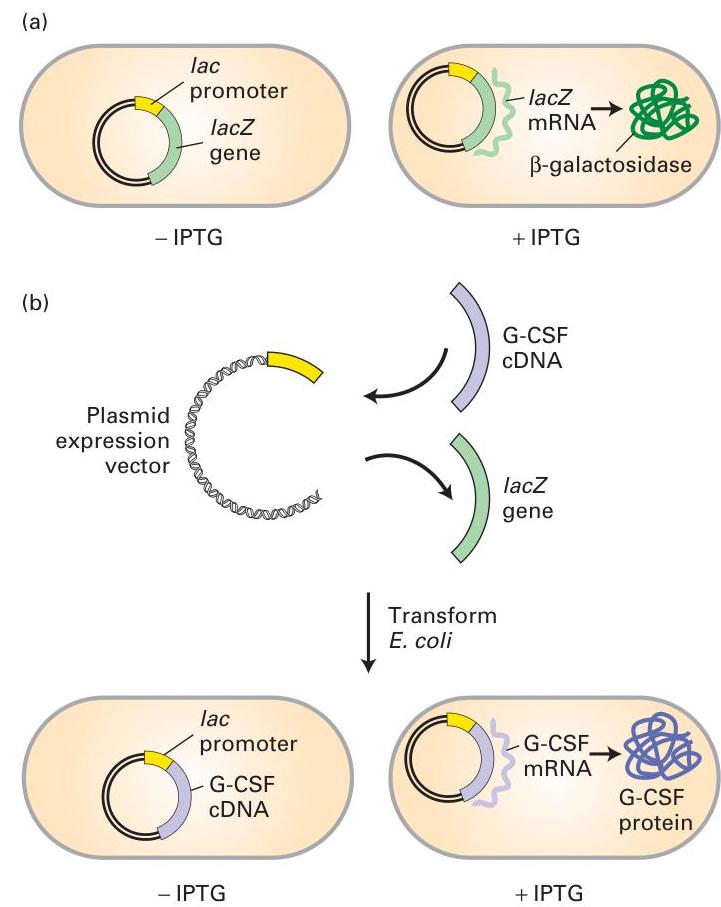 (a)
lac
promoter
lacZ
gene
– IPTG
lacZ
mRNA
β-galactosidase
+ IPTG
(b)
G-CSF
cDNA
Plasmid
expression
vector
lacZ
gene
Transform
E. coli
lac
promoter
G-CSF
cDNA
– IPTG
G-CSF
mRNA
G-CSF
protein
+ IPTG